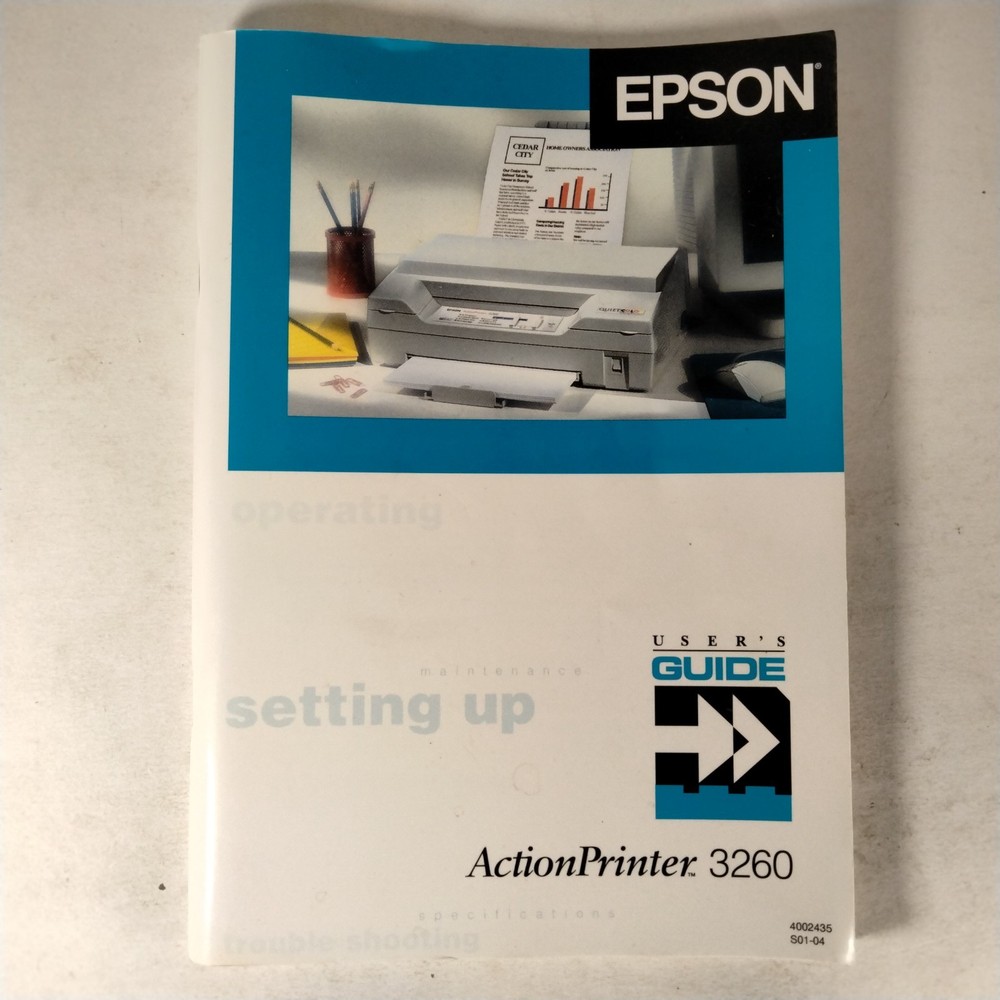 EPSON®
CEDAR
CITY
HOME OWNERS ASSOCIATION
operating
maintenance
setting up
USER'S
GUIDE
ActionPrinter™ 3260
specifications
trouble shooting
4002435
S01-04